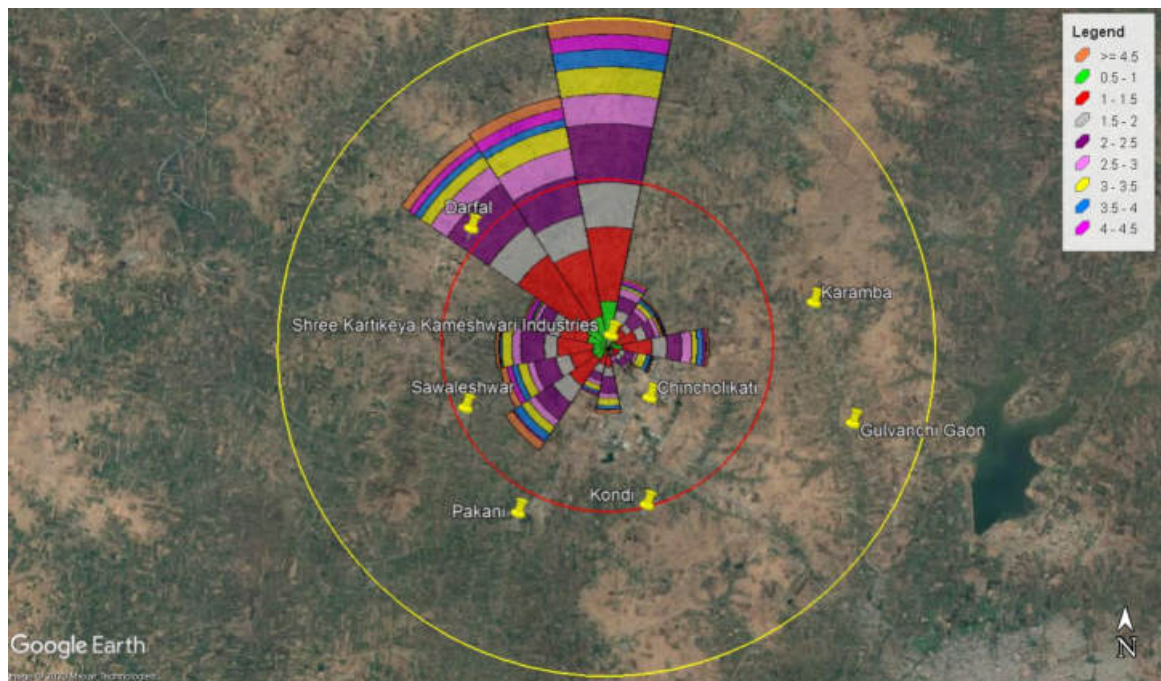 Legend
>= 4.5
0.5 - 1
1 - 1.5
1.5 - 2
2 - 2.5
2.5 - 3
3 - 3.5
3.5 - 4
4 - 4.5
Darfal
Karamba
Shree Kartikeya Kameshwari Industries
Sawaleshwar
Chincholikati
Gulvanchi Gaon
Kondi
Pakani
Google Earth
N